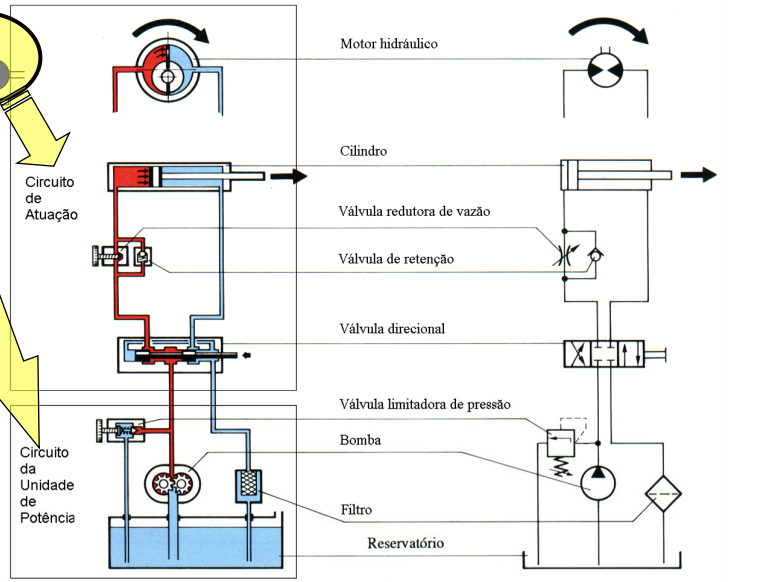 Motor hidráulico
Cilindro
Circuito
de
Atuação
Válvula redutora de vazão
Válvula de retenção
Válvula direcional
Válvula limitadora de pressão
Bomba
Circuito
da
Unidade
de
Potência
Filtro
Reservatório